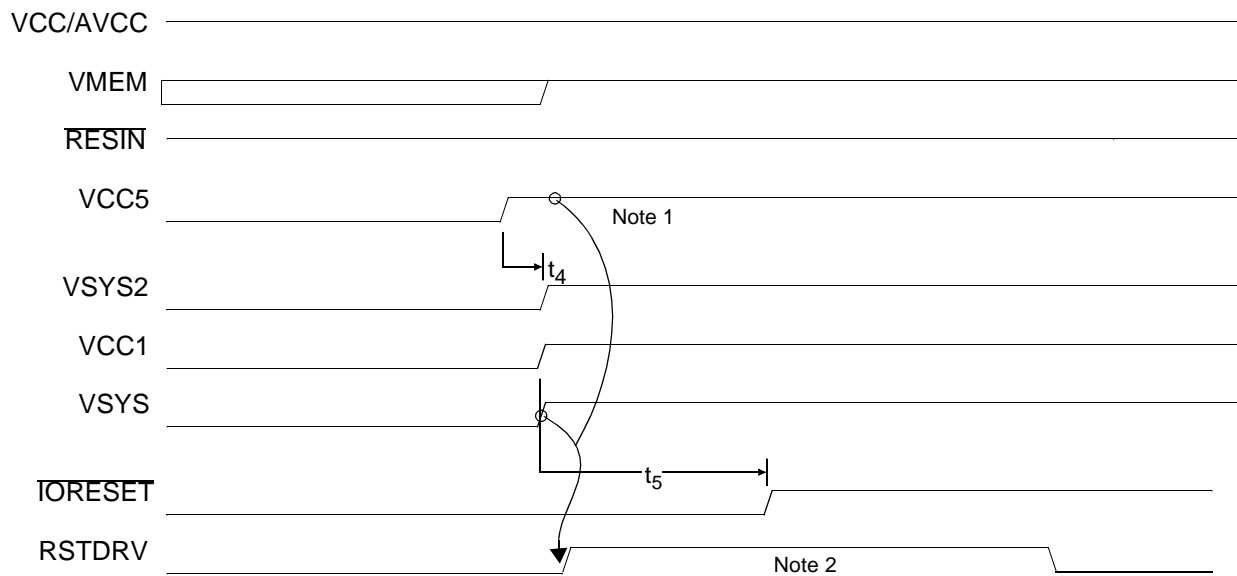 VCC/AVCC
VMEM
RESIN
VCC5
Note 1
t4
VSYS2
VCC1
VSYS
t5
IORESET
RSTDRV
Note 2